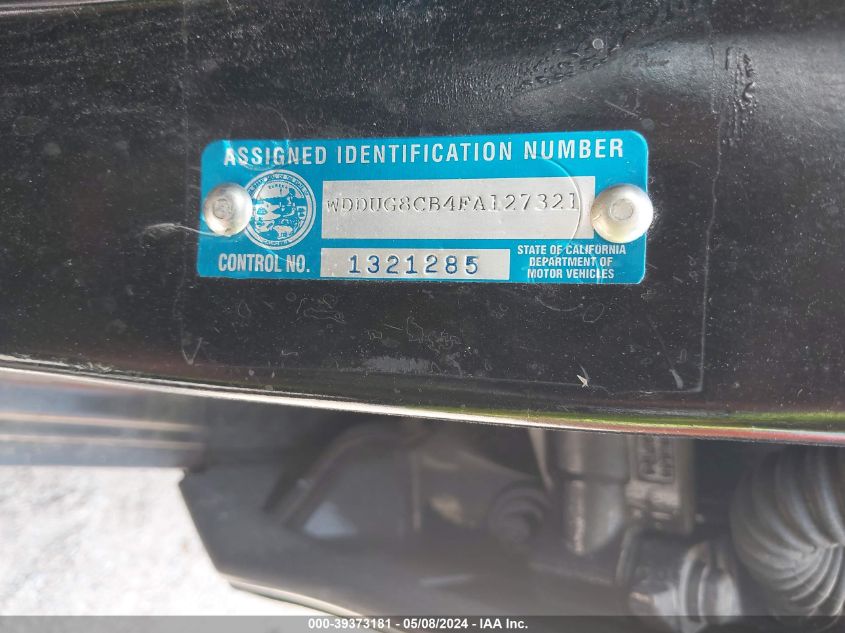 ASSIGNED IDENTIFICATION NUMBER
WDDUG8CB4FA127321
CONTROL NO. 1321285
STATE OF CALIFORNIA
DEPARTMENT OF
MOTOR VEHICLES
000-39373181 - 05/08/2024 - IAA Inc.